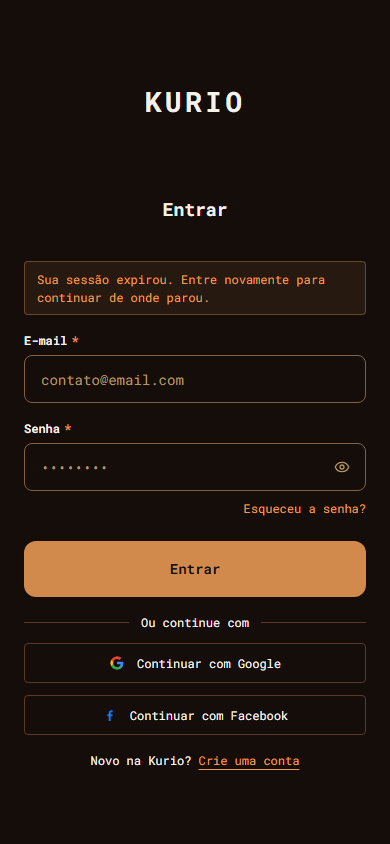 KURIO
Entrar
Sua sessão expirou. Entre novamente para
continuar de onde parou.
E-mail *
contato@email.com
Senha *
••••••••
Esqueceu a senha?
Entrar
Ou continue com
Continuar com Google
Continuar com Facebook
Novo na Kurio? Crie uma conta